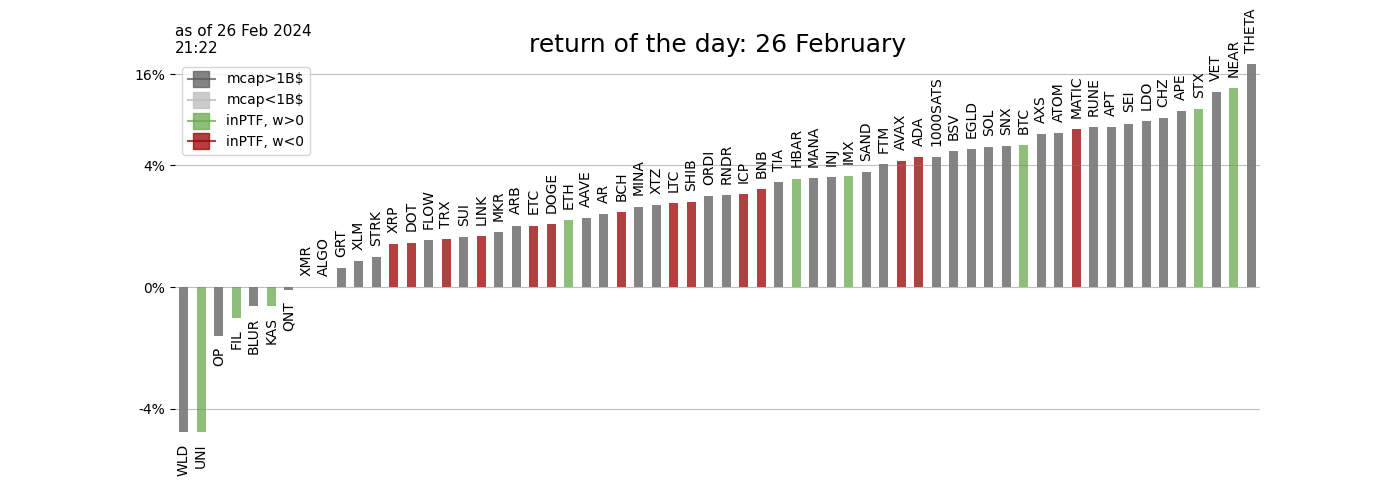 as of 26 Feb 2024
21:22
return of the day: 26 February
mcap>1B$
mcap<1B$
inPTF, w>0
inPTF, w<0
16%
4%
0%
-4%
WLD
UNI
OP
FIL
BLUR
KAS
QNT
XMR
ALGO
GRT
XLM
STRK
XRP
DOT
FLOW
TRX
SUI
LINK
MKR
ARB
ETC
DOGE
ETH
AAVE
AR
BCH
MINA
XTZ
LTC
SHIB
ORDI
RNDR
ICP
BNB
TIA
HBAR
MANA
INJ
IMX
SAND
FTM
AVAX
ADA
1000SATS
BSV
EGLD
SOL
SNX
BTC
AXS
ATOM
MATIC
RUNE
APT
SEI
LDO
CHZ
APE
STX
VET
NEAR
THETA